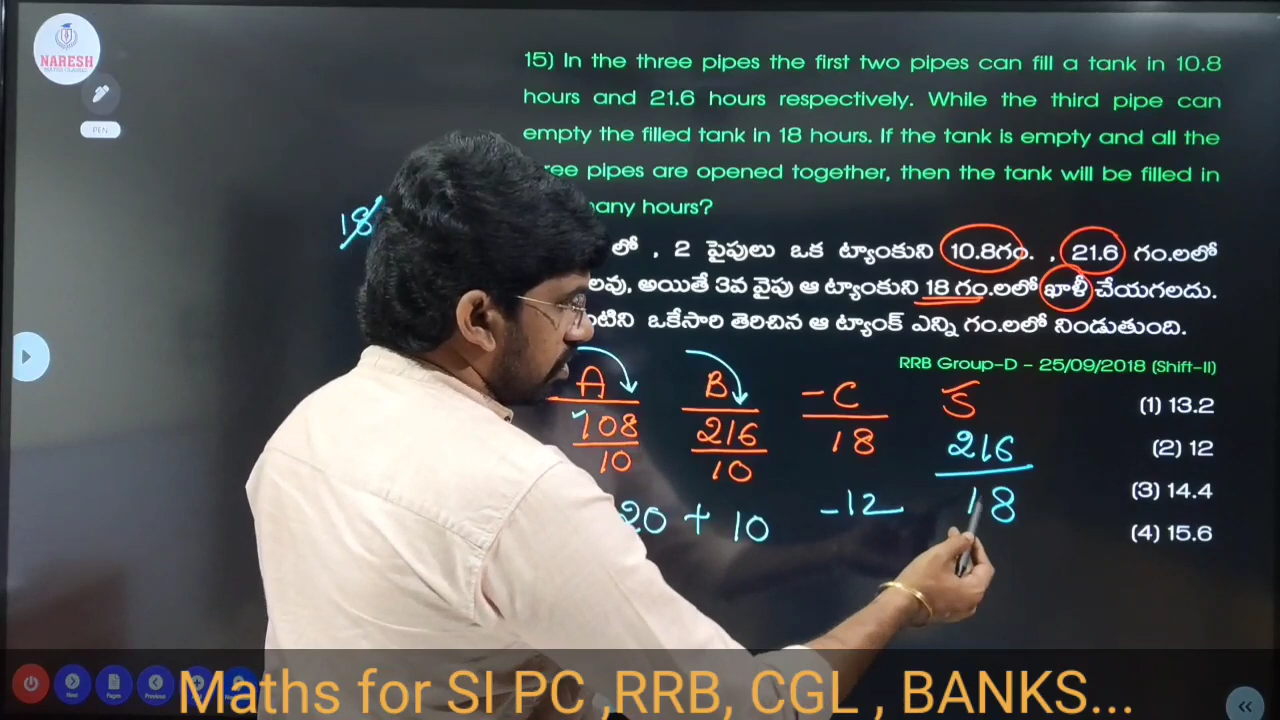 NARESH
PEN
15) In the three pipes the first two pipes can fill a tank in 10.8
hours and 21.6 hours respectively. While the third pipe can
empty the filled tank in 18 hours. If the tank is empty and all the
pipes are opened together, then the tank will be filled in
hours?
18
లో , 2 పైపులు ఒక ట్యాంకుని 10.8గం. , 21.6 గం.లలో
అయితే 3వ వైపు ఆ ట్యాంకుని 18 గం.లలో ఖాళీ చేయగలదు.
ఒకేసారి తెరిచిన ఆ ట్యాంక్ ఎన్ని గం.లలో నిండుతుంది.
RRB Group-D - 25/09/2018 (Shift-II)
A B -C S
108 216 18 216
10 10 18
20 + 10 -12
(1) 13.2
(2) 12
(3) 14.4
(4) 15.6
Next Pages Previous
Maths for SI PC ,RRB, CGL , BANKS...